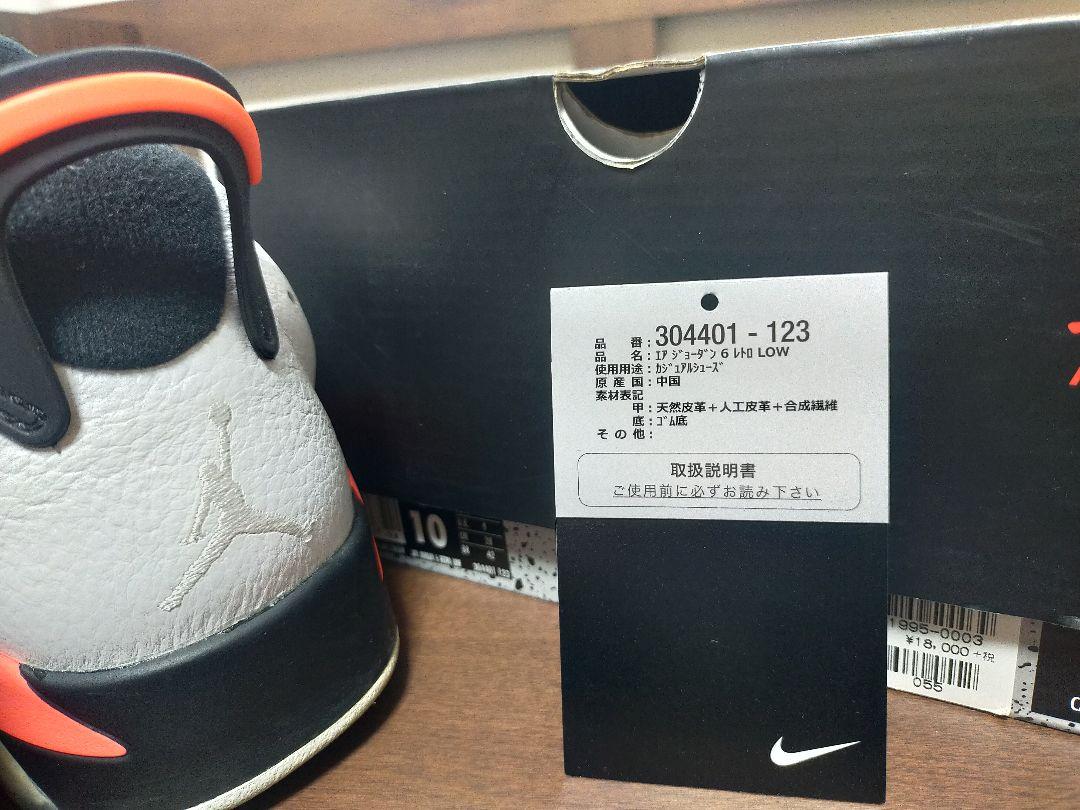 品 番：304401 - 123
品 名：ｴｱ ｼﾞｮｰﾀﾞﾝ 6 ﾚﾄﾛ LOW
使用用途：ｶｼﾞｭｱﾙｼｭｰｽﾞ
原 産 国：中国
素材表記
甲：天然皮革＋人工皮革＋合成繊維
底：ｺﾞﾑ底
そ の 他：
取扱説明書
ご使用前に必ずお読み下さい
10
304401 123
1995-0003
¥18,000+税
055